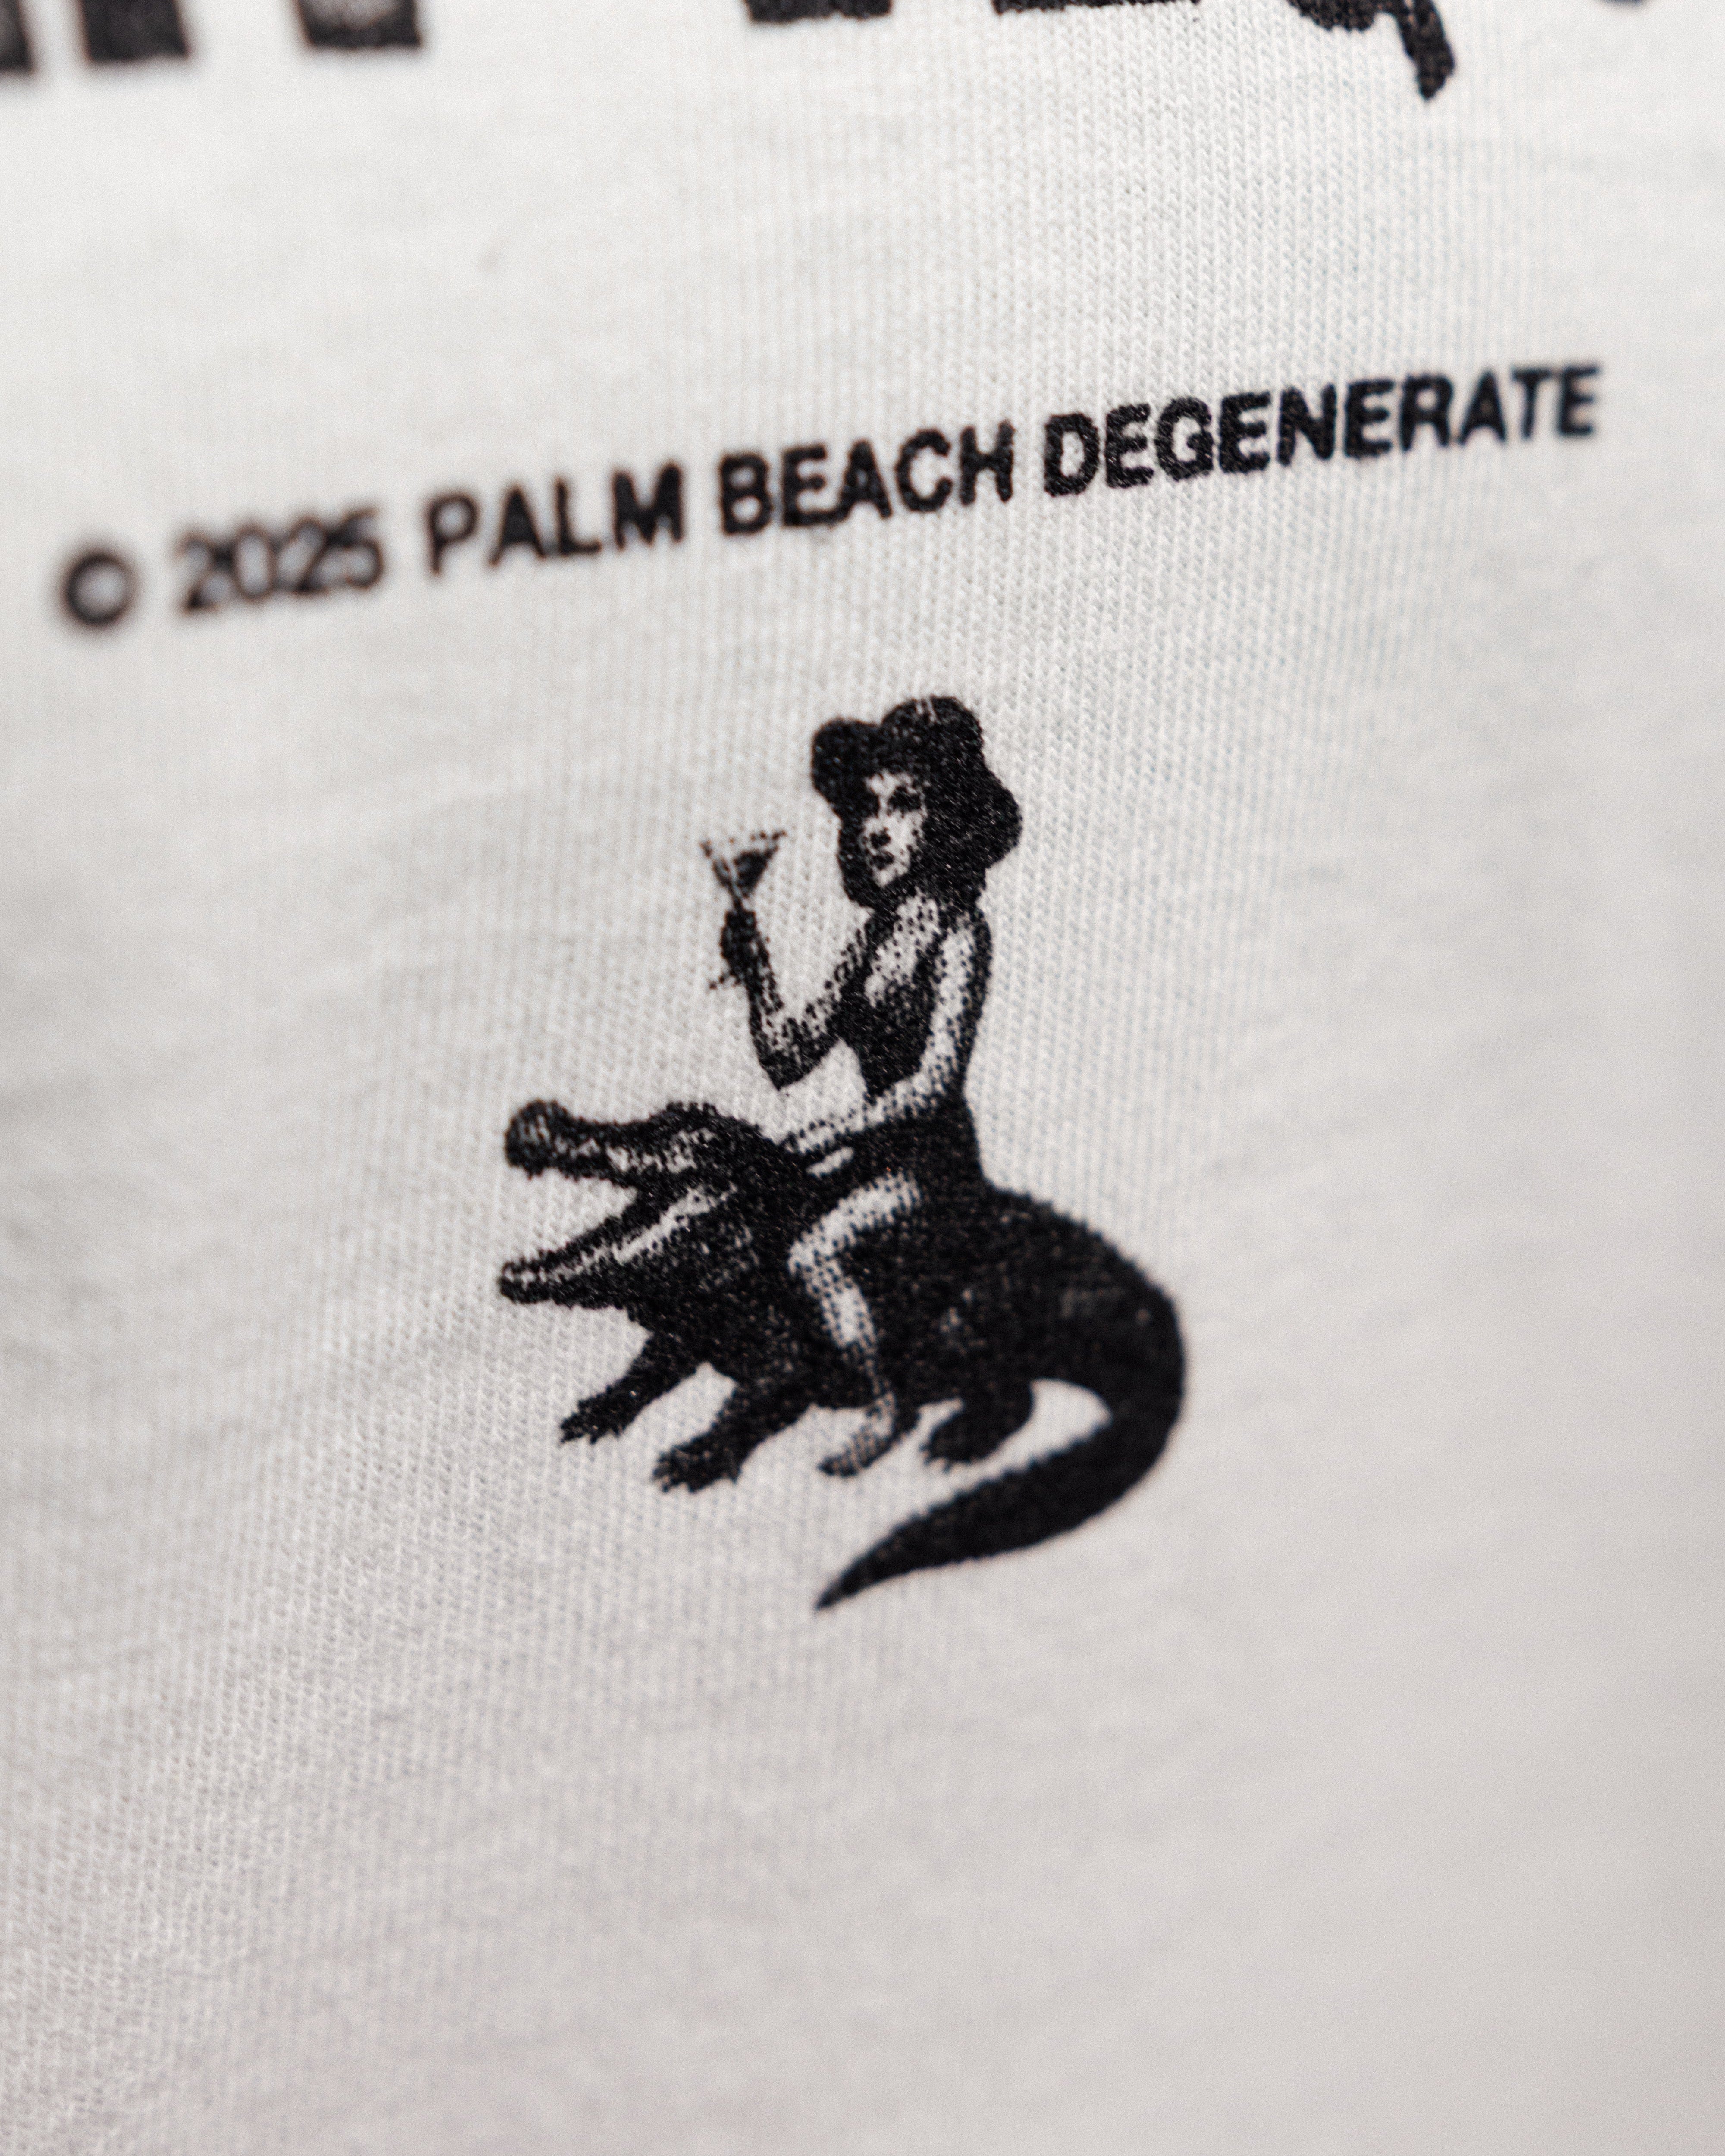 © 2025 PALM BEACH DEGENERATE